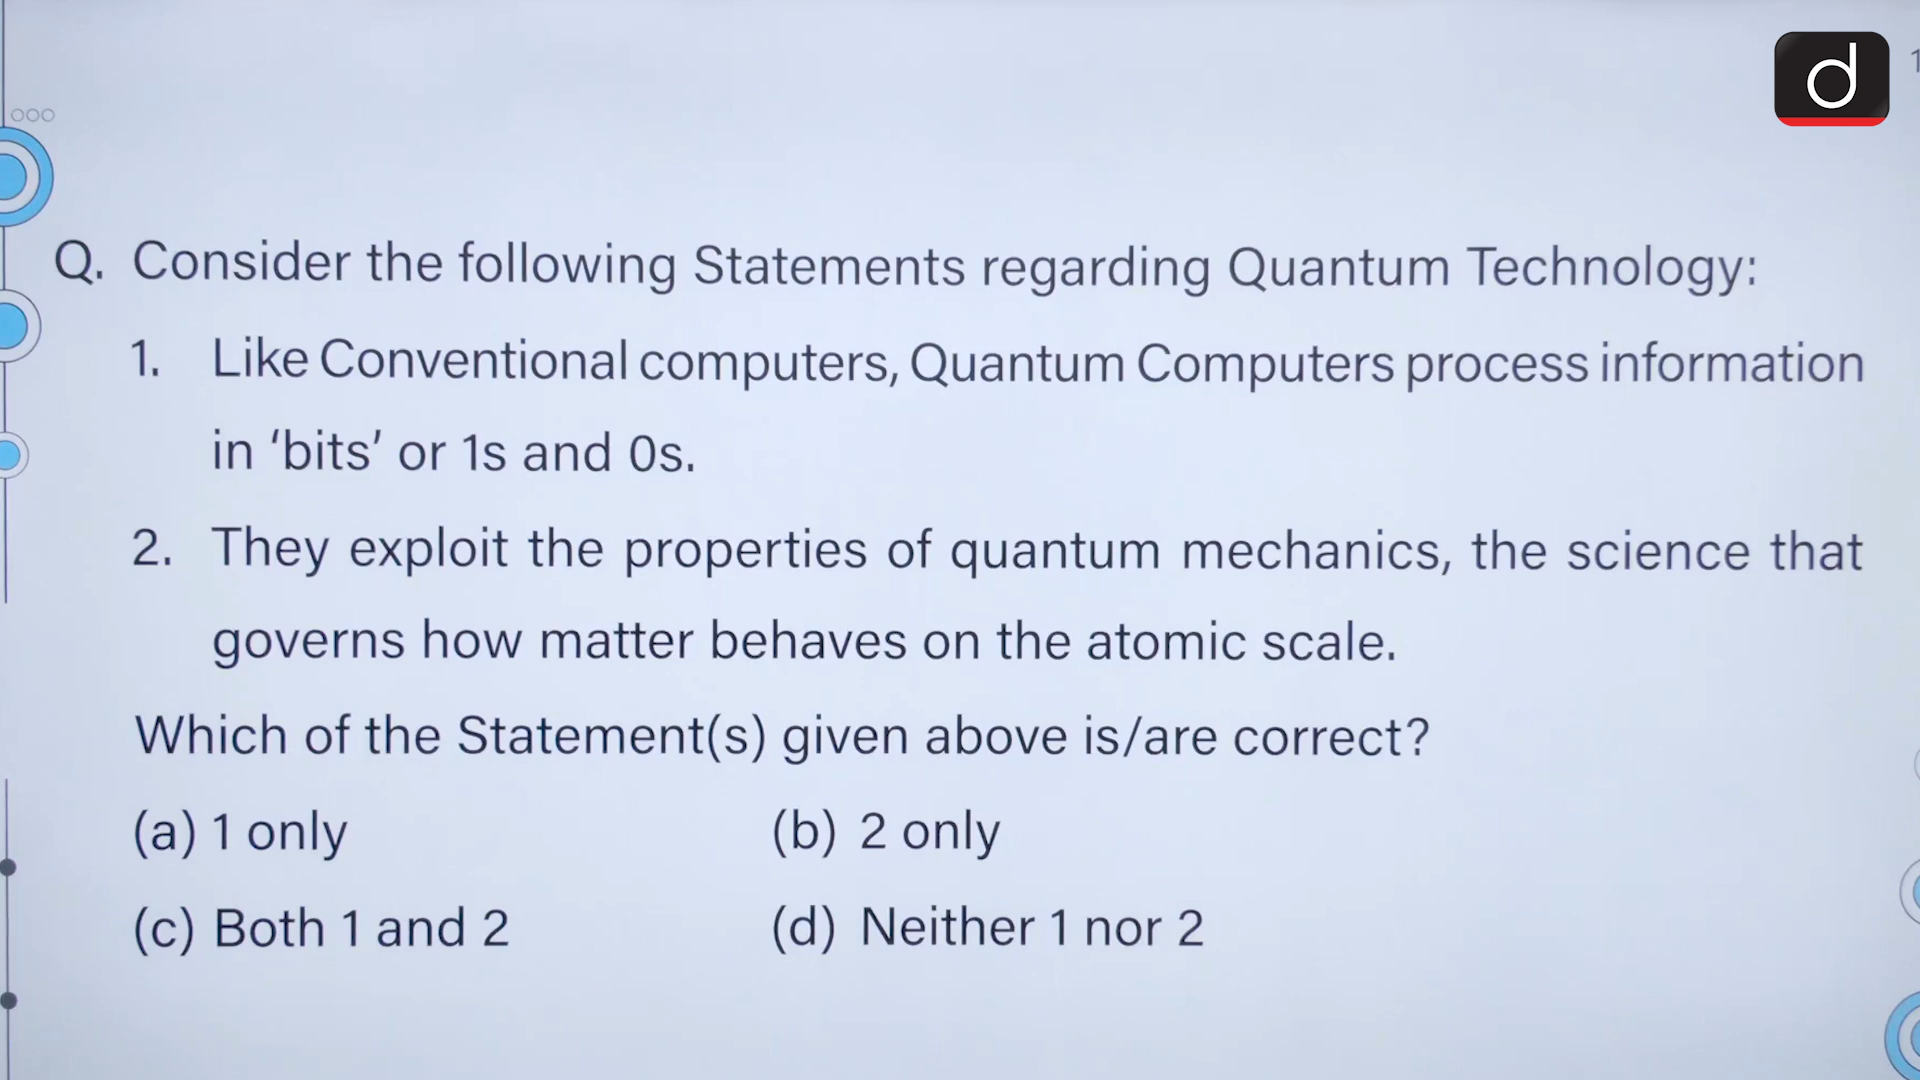 d
1
Q. Consider the following Statements regarding Quantum Technology:
1. Like Conventional computers, Quantum Computers process information
in ‘bits’ or 1s and 0s.
2. They exploit the properties of quantum mechanics, the science that
governs how matter behaves on the atomic scale.
Which of the Statement(s) given above is/are correct?
(a) 1 only (b) 2 only
(c) Both 1 and 2 (d) Neither 1 nor 2